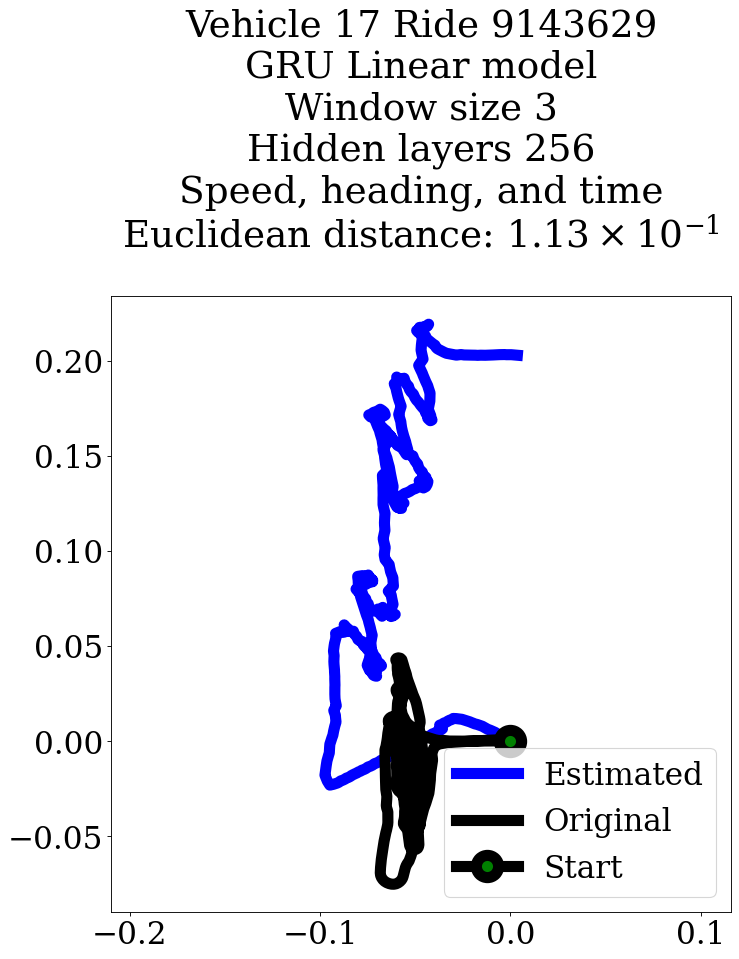 Vehicle 17 Ride 9143629
GRU Linear model
Window size 3
Hidden layers 256
Speed, heading, and time
Euclidean distance: 1.13 × 10⁻¹
0.20
0.15
0.10
0.05
0.00
−0.05
Estimated
Original
Start
−0.2 −0.1 0.0 0.1